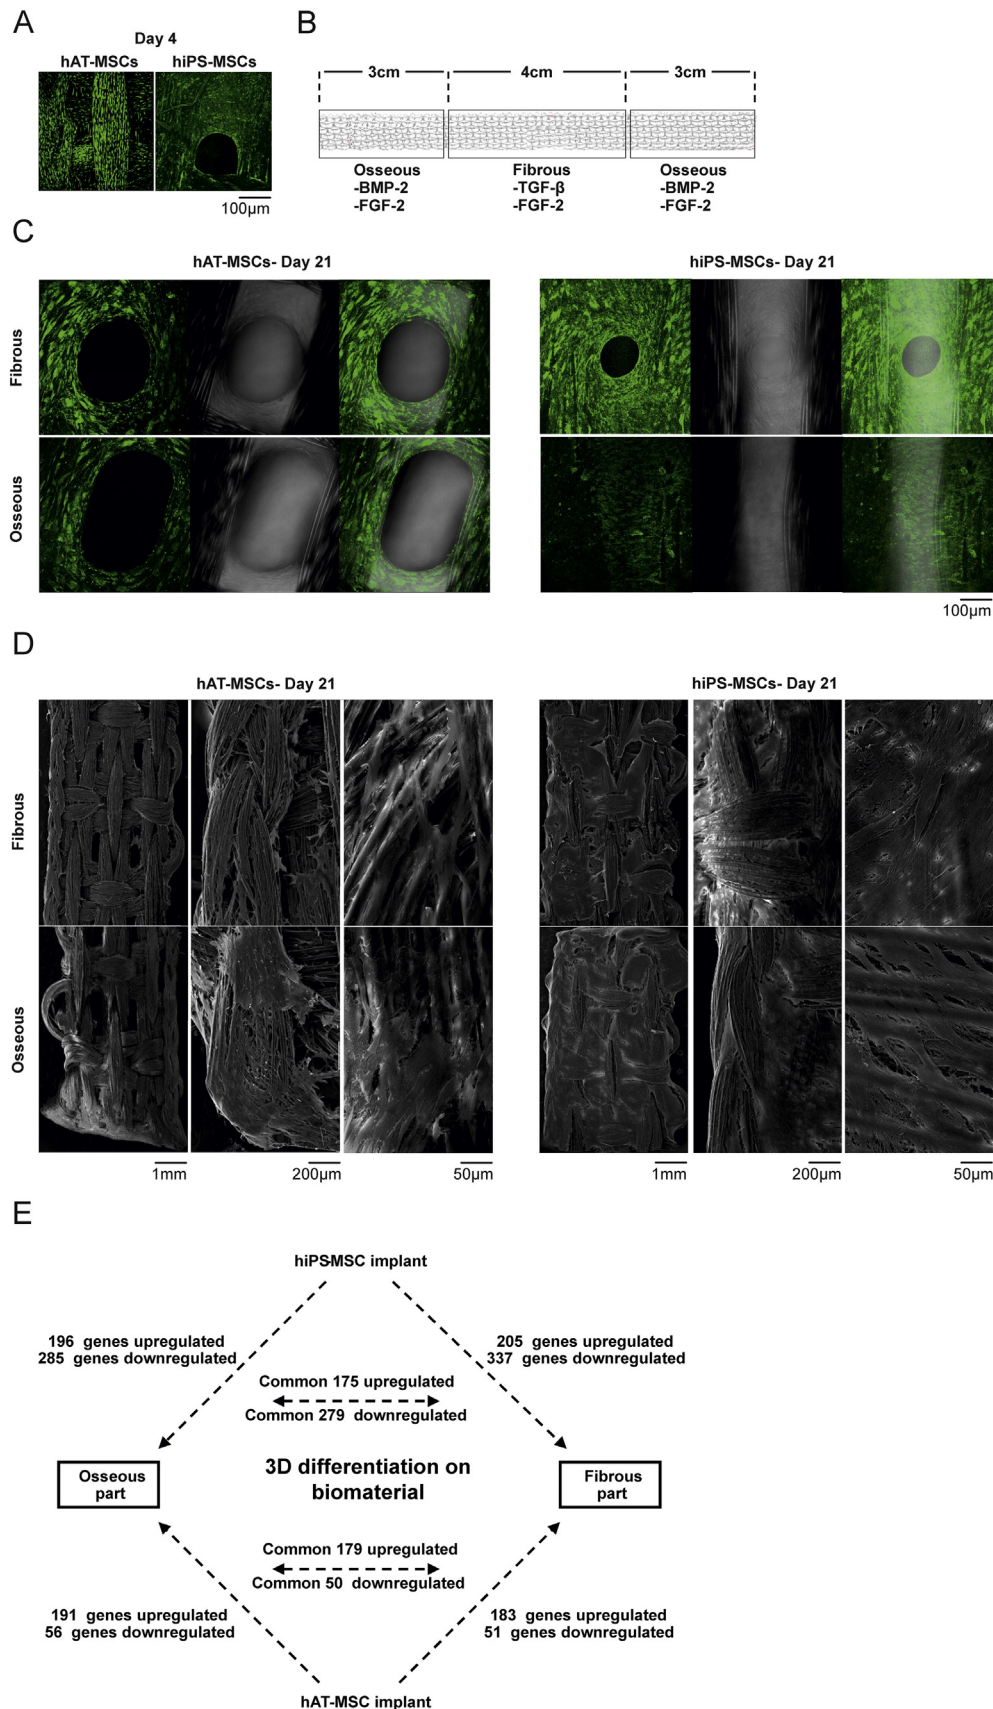 A
Day 4
hAT-MSCs hiPS-MSCs
100µm
B
3cm 4cm 3cm
Osseous Fibrous Osseous
-BMP-2 -TGF-β -BMP-2
-FGF-2 -FGF-2 -FGF-2
C
hAT-MSCs- Day 21 hiPS-MSCs- Day 21
Fibrous
Osseous
100µm
D
hAT-MSCs- Day 21 hiPS-MSCs- Day 21
Fibrous
Osseous
1mm 200µm 50µm 1mm 200µm 50µm
E
hiPS-MSC implant
196 genes upregulated
285 genes downregulated
205 genes upregulated
337 genes downregulated
Common 175 upregulated
Common 279 downregulated
Osseous
part
3D differentiation on
biomaterial
Fibrous
part
Common 179 upregulated
Common 50 downregulated
191 genes upregulated
56 genes downregulated
183 genes upregulated
51 genes downregulated
hAT-MSC implant